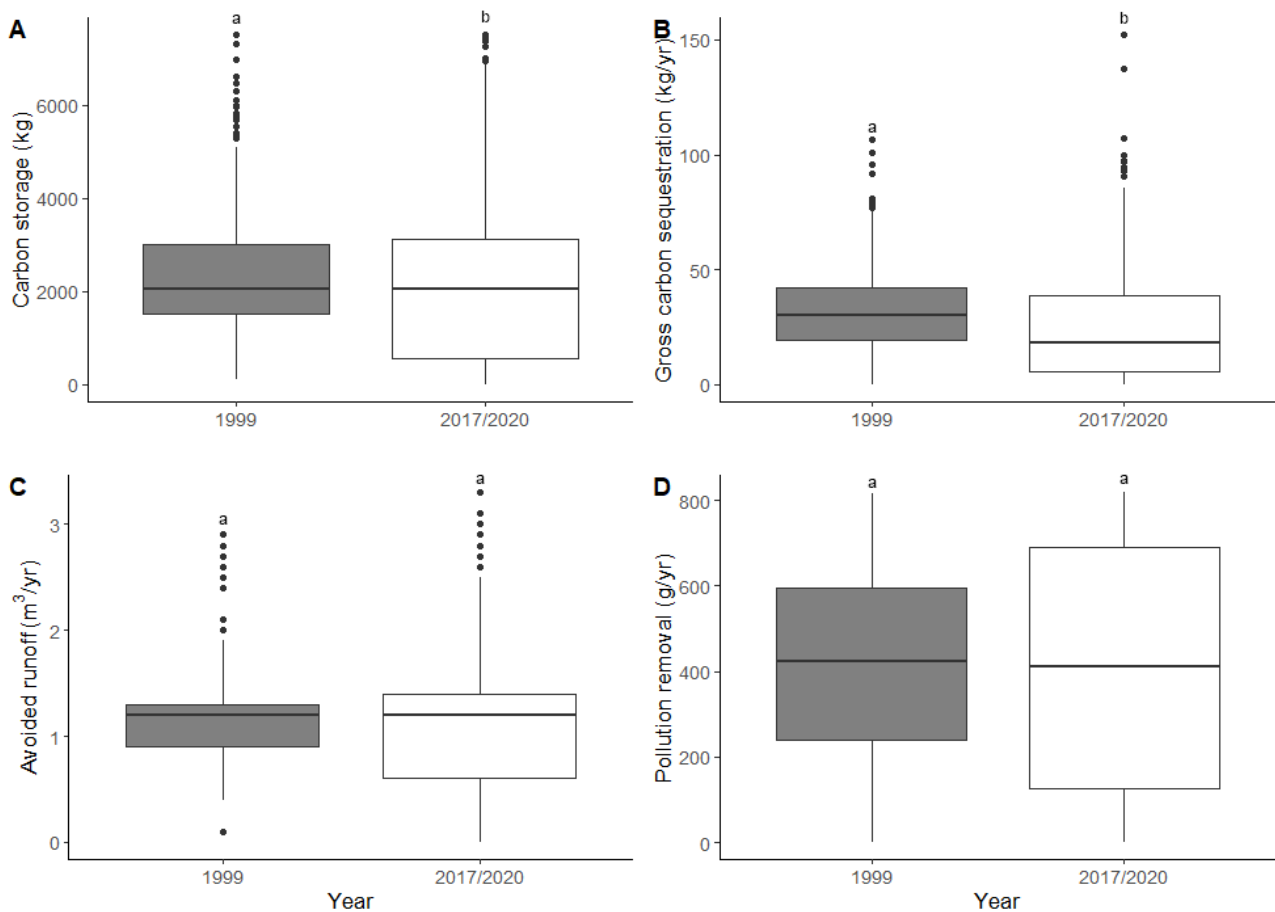 A
a
b
Carbon storage (kg)
6000
4000
2000
0
1999
2017/2020
B
a
b
Gross carbon sequestration (kg/yr)
150
100
50
0
1999
2017/2020
C
a
a
Avoided runoff (m³/yr)
3
2
1
0
1999
2017/2020
Year
D
a
a
Pollution removal (g/yr)
800
600
400
200
0
1999
2017/2020
Year